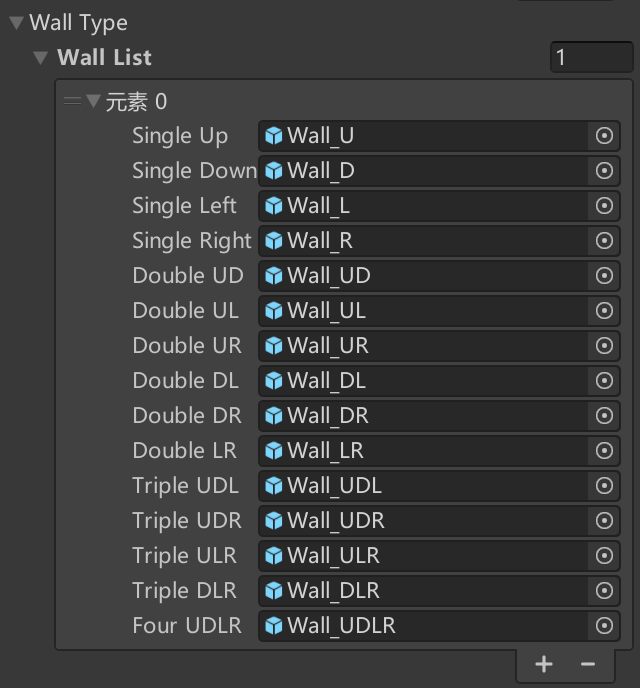 Wall Type
Wall List 1
元素 0
Single Up Wall_U
Single Down Wall_D
Single Left Wall_L
Single Right Wall_R
Double UD Wall_UD
Double UL Wall_UL
Double UR Wall_UR
Double DL Wall_DL
Double DR Wall_DR
Double LR Wall_LR
Triple UDL Wall_UDL
Triple UDR Wall_UDR
Triple ULR Wall_ULR
Triple DLR Wall_DLR
Four UDLR Wall_UDLR